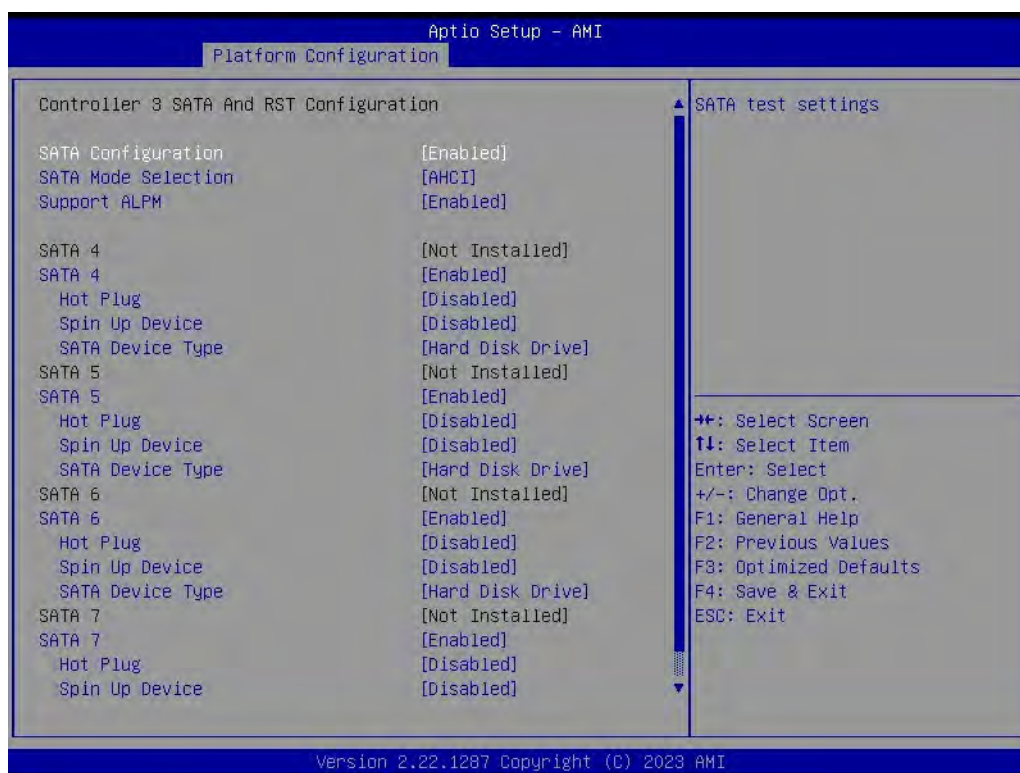 Aptio Setup – AMI
Platform Configuration
Controller 3 SATA And RST Configuration
SATA Configuration [Enabled]
SATA Mode Selection [AHCI]
Support ALPM [Enabled]
SATA 4 [Not Installed]
SATA 4 [Enabled]
Hot Plug [Disabled]
Spin Up Device [Disabled]
SATA Device Type [Hard Disk Drive]
SATA 5 [Not Installed]
SATA 5 [Enabled]
Hot Plug [Disabled]
Spin Up Device [Disabled]
SATA Device Type [Hard Disk Drive]
SATA 6 [Not Installed]
SATA 6 [Enabled]
Hot Plug [Disabled]
Spin Up Device [Disabled]
SATA Device Type [Hard Disk Drive]
SATA 7 [Not Installed]
SATA 7 [Enabled]
Hot Plug [Disabled]
Spin Up Device [Disabled]
SATA test settings
→←: Select Screen
↑↓: Select Item
Enter: Select
+/-: Change Opt.
F1: General Help
F2: Previous Values
F3: Optimized Defaults
F4: Save & Exit
ESC: Exit
Version 2.22.1287 Copyright (C) 2023 AMI